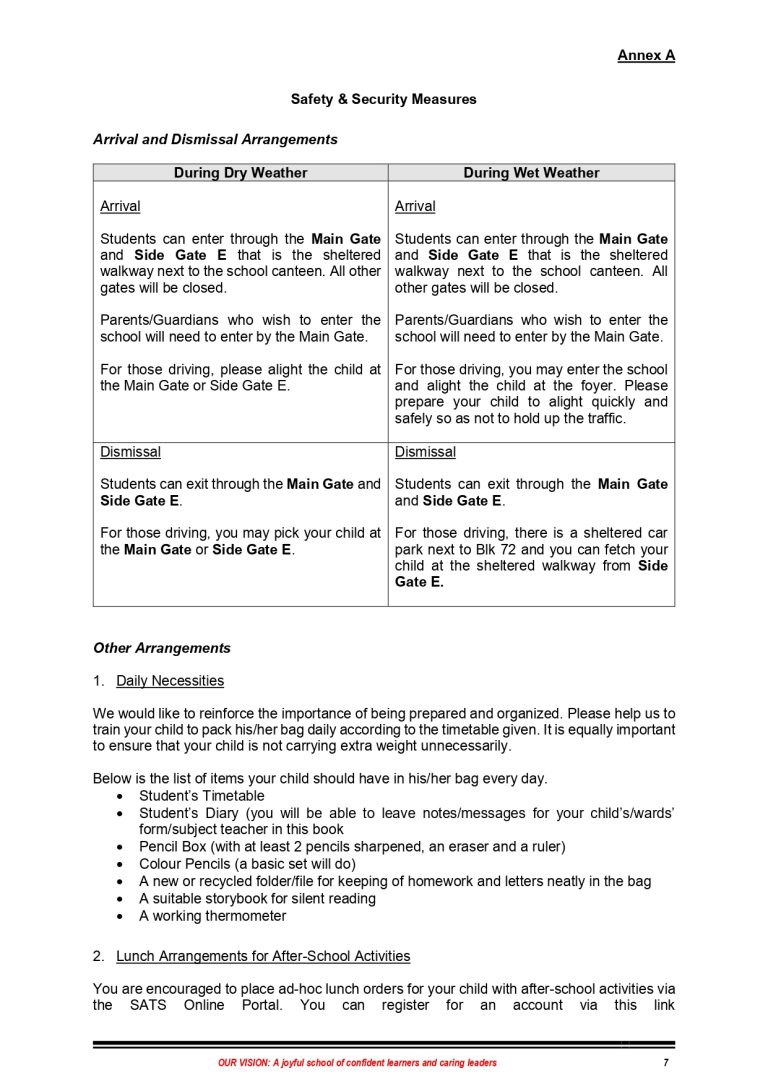 Annex A
Safety & Security Measures
Arrival and Dismissal Arrangements
During Dry Weather
Arrival
Students can enter through the Main Gate
and Side Gate E that is the sheltered
walkway next to the school canteen. All other
gates will be closed.
Parents/Guardians who wish to enter the
school will need to enter by the Main Gate.
For those driving, please alight the child at
the Main Gate or Side Gate E.
During Wet Weather
Arrival
Students can enter through the Main Gate
and Side Gate E that is the sheltered
walkway next to the school canteen. All
other gates will be closed.
Parents/Guardians who wish to enter the
school will need to enter by the Main Gate.
For those driving, you may enter the school
and alight the child at the foyer. Please
prepare your child to alight quickly and
safely so as not to hold up the traffic.
Dismissal
Students can exit through the Main Gate and
Side Gate E.
For those driving, you may pick your child at
the Main Gate or Side Gate E.
Dismissal
Students can exit through the Main Gate
and Side Gate E.
For those driving, there is a sheltered car
park next to Blk 72 and you can fetch your
child at the sheltered walkway from Side
Gate E.
Other Arrangements
1. Daily Necessities
We would like to reinforce the importance of being prepared and organized. Please help us to
train your child to pack his/her bag daily according to the timetable given. It is equally important
to ensure that your child is not carrying extra weight unnecessarily.
Below is the list of items your child should have in his/her bag every day.
• Student’s Timetable
• Student’s Diary (you will be able to leave notes/messages for your child’s/wards’
form/subject teacher in this book
• Pencil Box (with at least 2 pencils sharpened, an eraser and a ruler)
• Colour Pencils (a basic set will do)
• A new or recycled folder/file for keeping of homework and letters neatly in the bag
• A suitable storybook for silent reading
• A working thermometer
2. Lunch Arrangements for After-School Activities
You are encouraged to place ad-hoc lunch orders for your child with after-school activities via
the SATS Online Portal. You can register for an account via this link
OUR VISION: A joyful school of confident learners and caring leaders 7